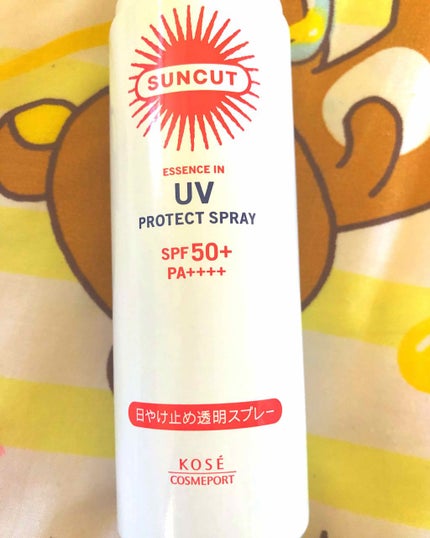 SUNCUT
ESSENCE IN
UV
PROTECT SPRAY
SPF 50+
PA++++
日やけ止め透明スプレー
KOSÉ
COSMEPORT